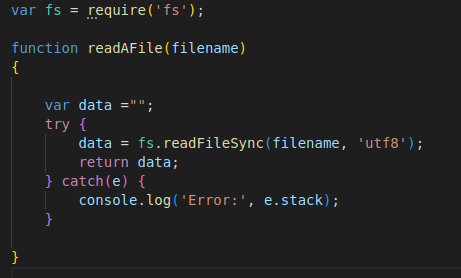 var fs = require('fs');
function readAFile(filename)
{
var data ="";
try {
data = fs.readFileSync(filename, 'utf8');
return data;
} catch(e) {
console.log('Error:', e.stack);
}
}